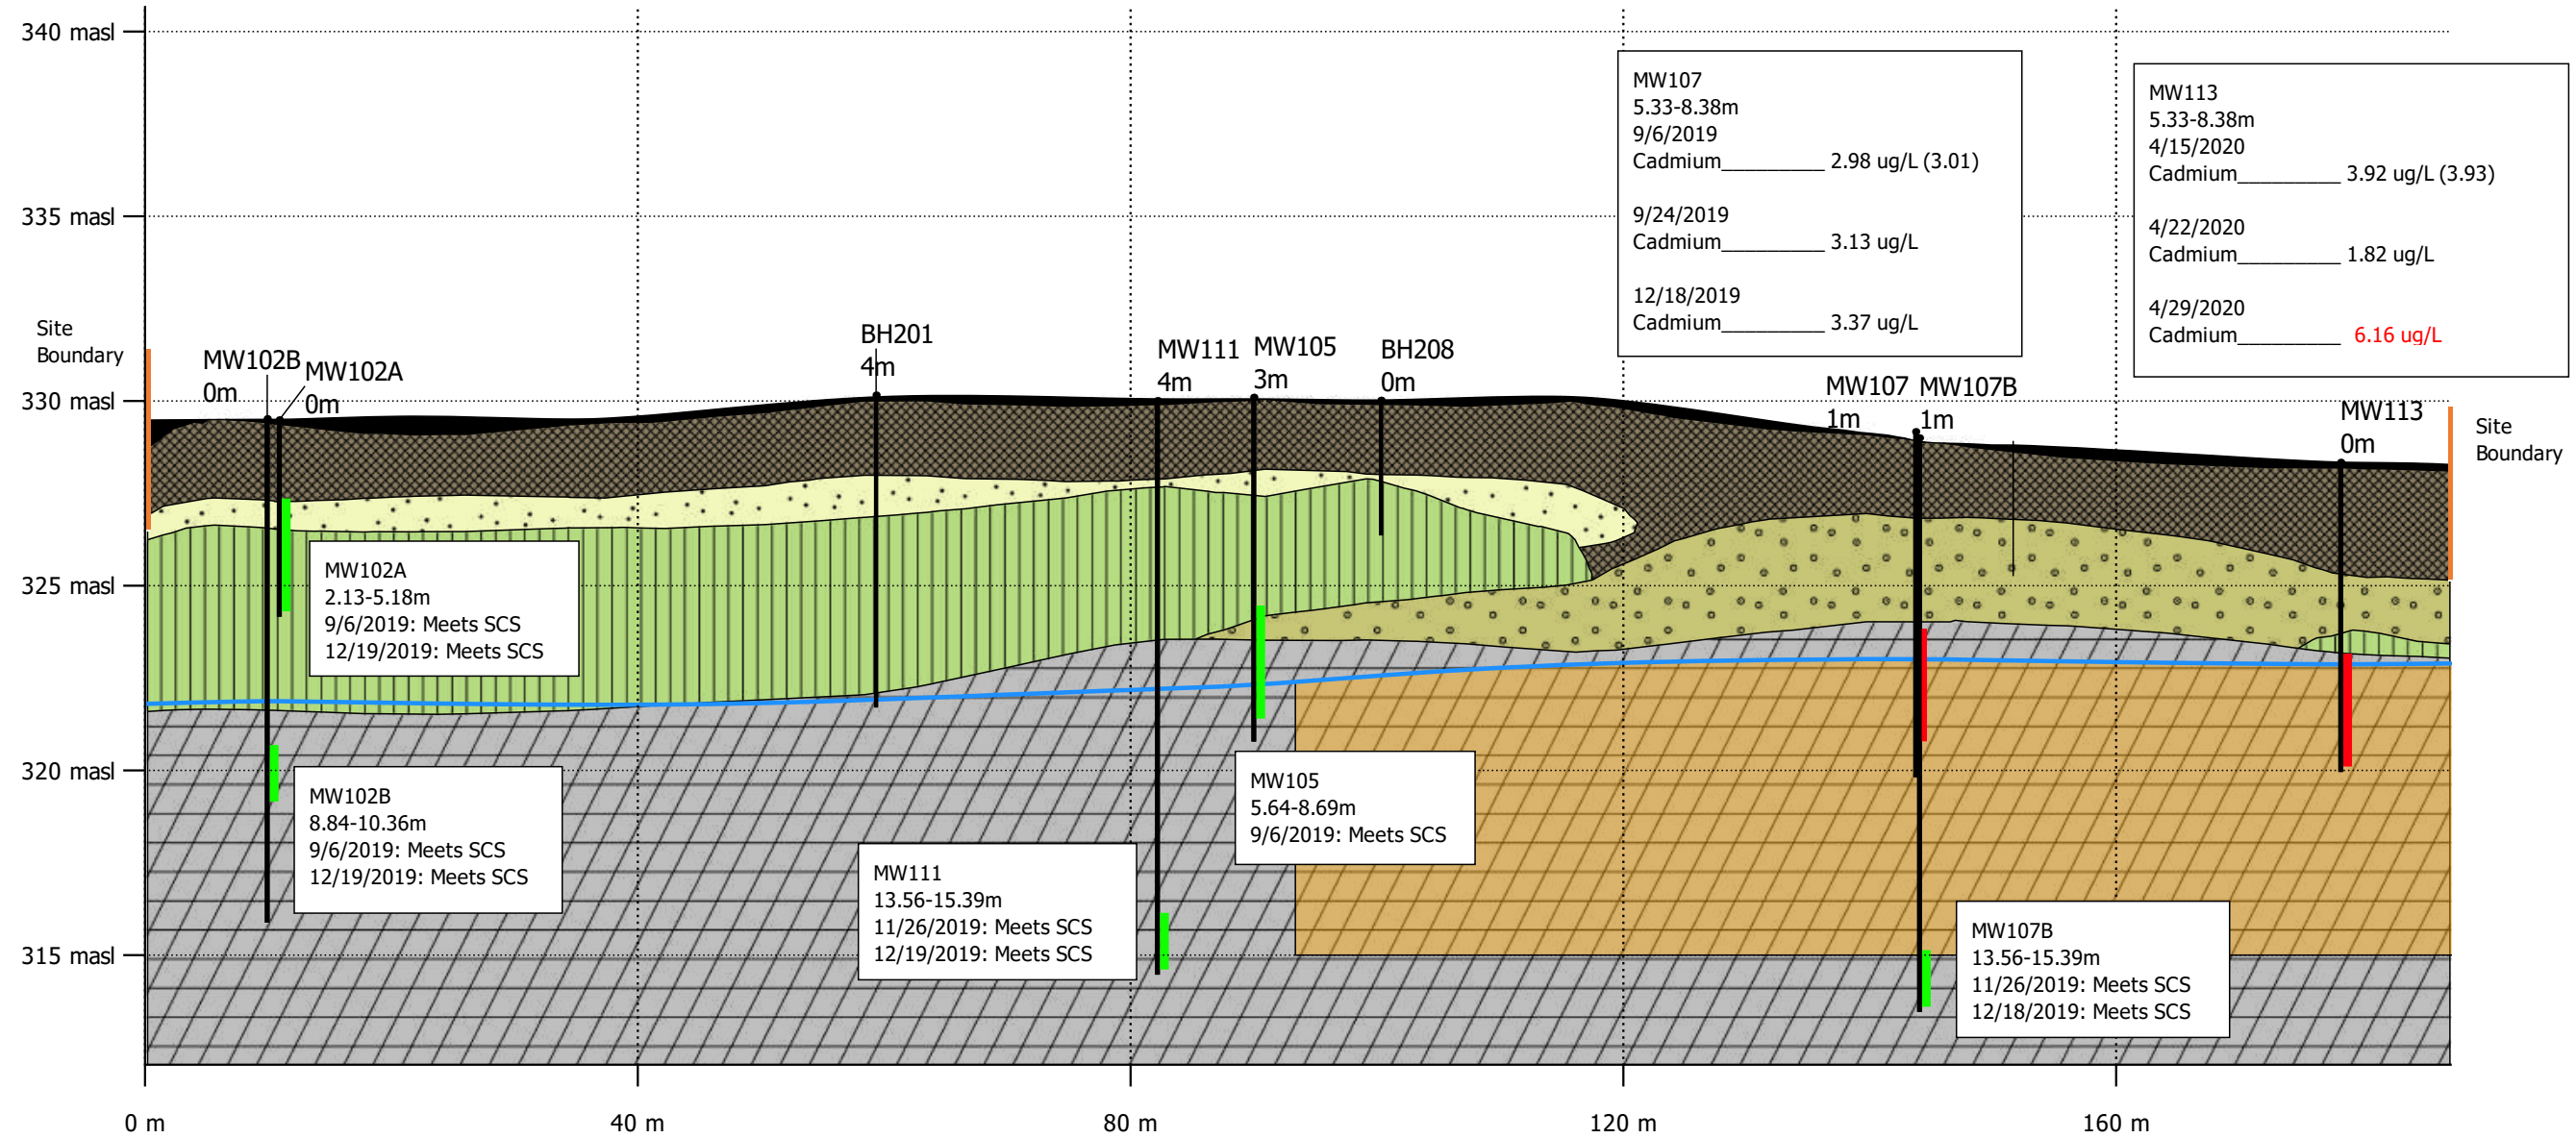 340 masl
335 masl
330 masl
325 masl
320 masl
315 masl
0 m
40 m
80 m
120 m
160 m
Site
Boundary
MW102B
0m
MW102A
0m
BH201
4m
MW111
4m
MW105
3m
BH208
0m
MW107
1m
MW107B
1m
MW113
0m
Site
Boundary
MW107
5.33-8.38m
9/6/2019
Cadmium_________ 2.98 ug/L (3.01)
9/24/2019
Cadmium_________ 3.13 ug/L
12/18/2019
Cadmium_________ 3.37 ug/L
MW113
5.33-8.38m
4/15/2020
Cadmium_________ 3.92 ug/L (3.93)
4/22/2020
Cadmium_________ 1.82 ug/L
4/29/2020
Cadmium_________ 6.16 ug/L
MW102A
2.13-5.18m
9/6/2019: Meets SCS
12/19/2019: Meets SCS
MW102B
8.84-10.36m
9/6/2019: Meets SCS
12/19/2019: Meets SCS
MW111
13.56-15.39m
11/26/2019: Meets SCS
12/19/2019: Meets SCS
MW105
5.64-8.69m
9/6/2019: Meets SCS
MW107B
13.56-15.39m
11/26/2019: Meets SCS
12/18/2019: Meets SCS